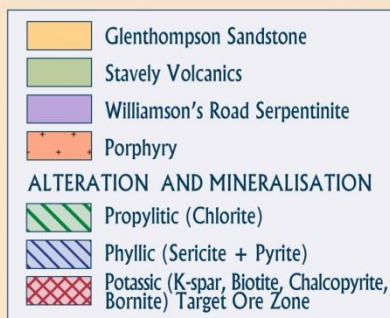 Glenthompson Sandstone
Stavely Volcanics
Williamson's Road Serpentinite
Porphyry
ALTERATION AND MINERALISATION
Propylitic (Chlorite)
Phyllic (Sericite + Pyrite)
Potassic (K-spar, Biotite, Chalcopyrite,
Bornite) Target Ore Zone